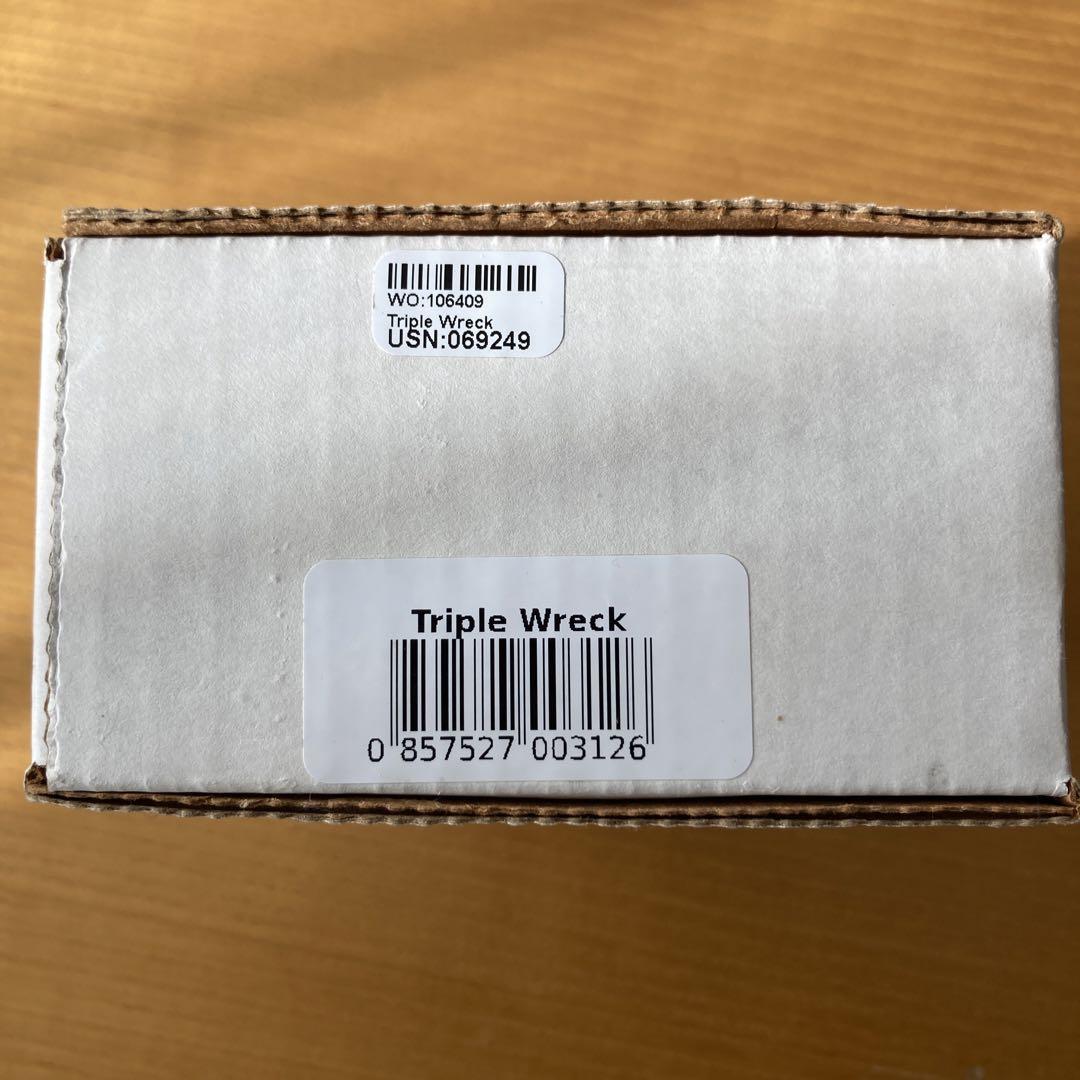 WO:106409
Triple Wreck
USN:069249
Triple Wreck
0 857527 003126